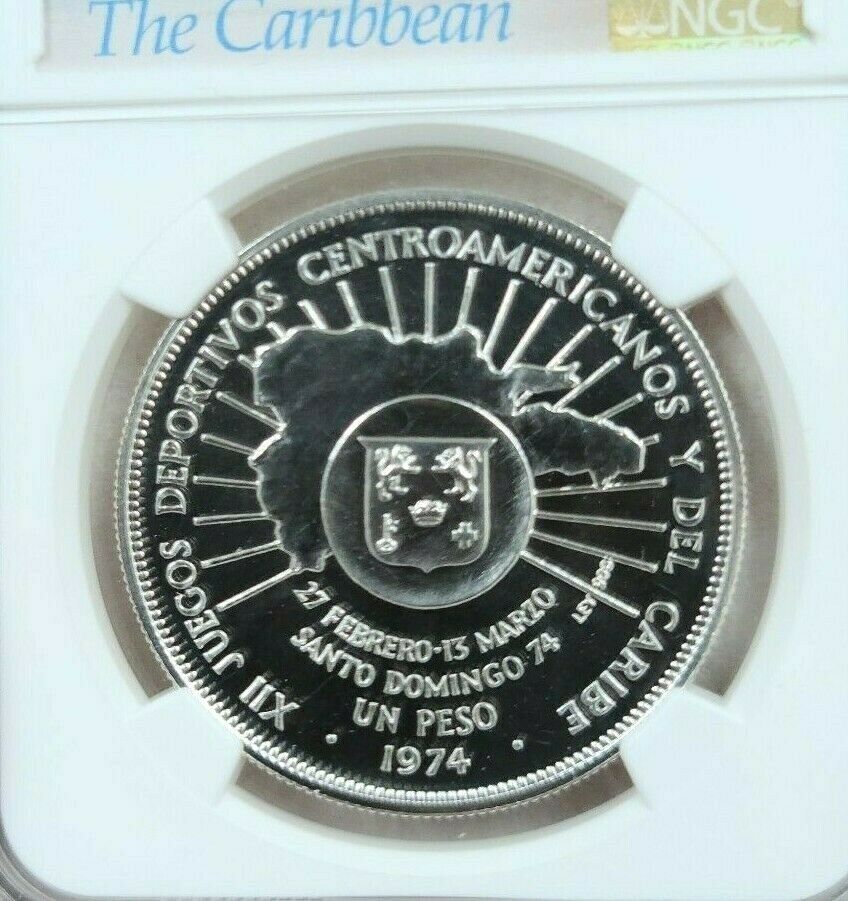 The Caribbean
NGC
XII JUEGOS DEPORTIVOS CENTROAMERICANOS Y DEL CARIBE
27 FEBRERO-13 MARZO
SANTO DOMINGO 74
UN PESO
· 1974 ·